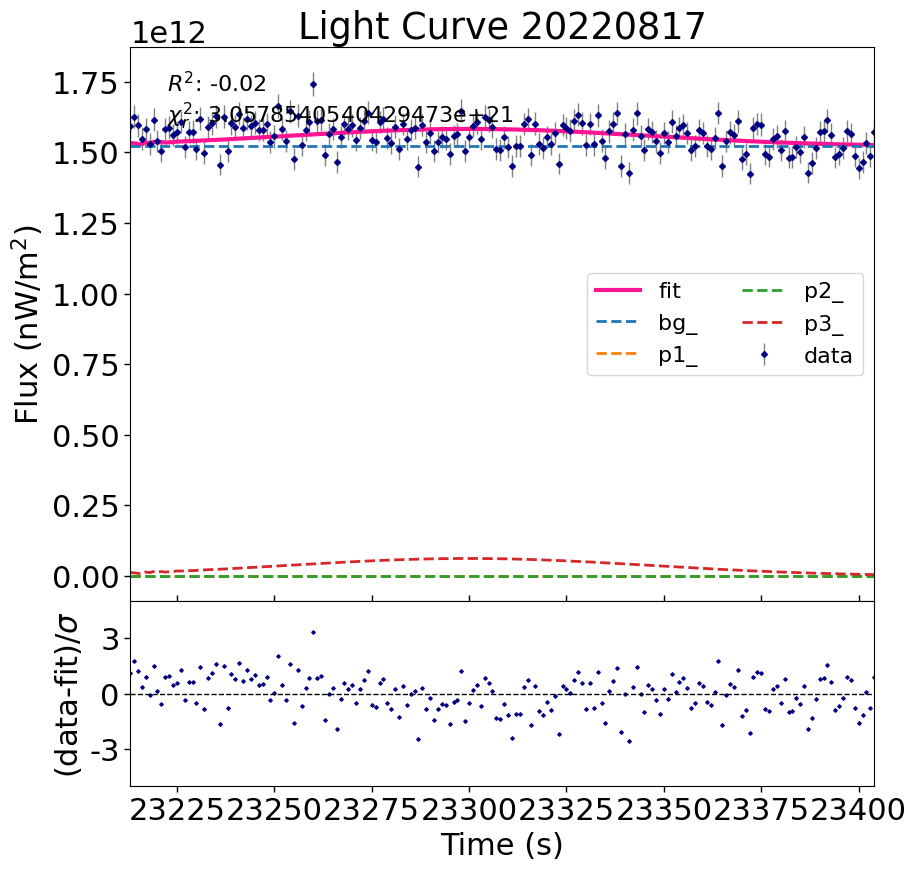 Light Curve 20220817
1e12
R²: -0.02
χ²: 3.0578540540429473e+21
1.75
1.50
1.25
1.00
0.75
0.50
0.25
0.00
Flux (nW/m²)
fit
bg_
p1_
p2_
p3_
data
3
0
-3
(data-fit)/σ
23225 23250 23275 23300 23325 23350 23375 23400
Time (s)